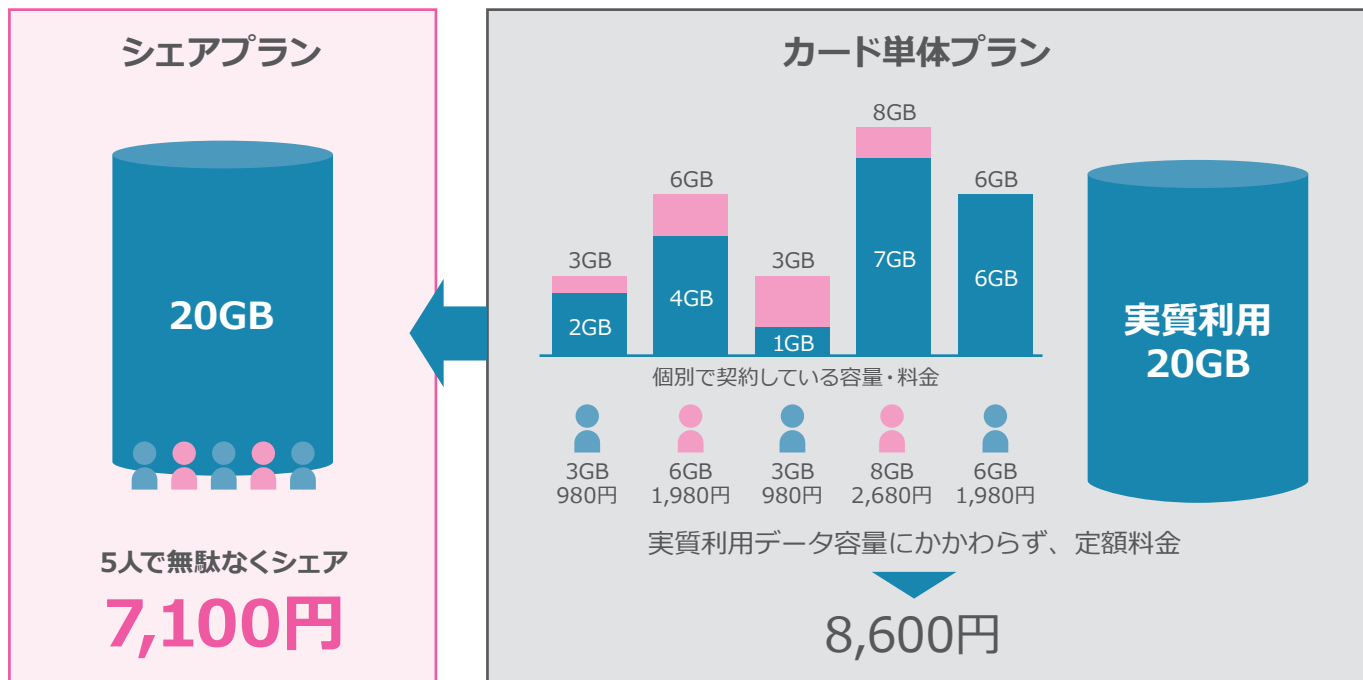 シェアプラン
20GB
5人で無駄なくシェア
7,100円
カード単体プラン
3GB
2GB
6GB
4GB
3GB
1GB
8GB
7GB
6GB
6GB
個別で契約している容量・料金
3GB
980円
6GB
1,980円
3GB
980円
8GB
2,680円
6GB
1,980円
実質利用
20GB
実質利用データ容量にかかわらず、定額料金
8,600円